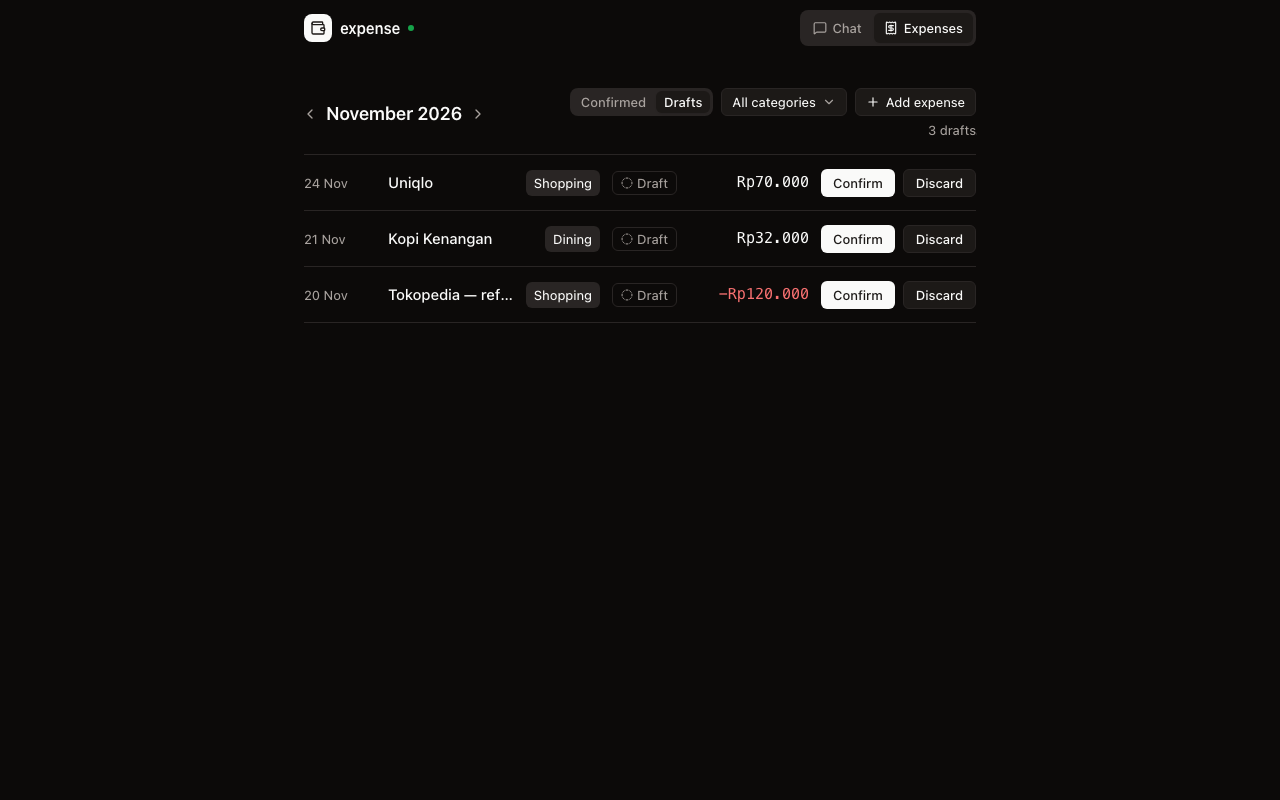 expense
Chat
Expenses
November 2026
Confirmed
Drafts
All categories
Add expense
3 drafts
24 Nov Uniqlo Shopping Draft Rp70.000 Confirm Discard
21 Nov Kopi Kenangan Dining Draft Rp32.000 Confirm Discard
20 Nov Tokopedia — ref... Shopping Draft −Rp120.000 Confirm Discard